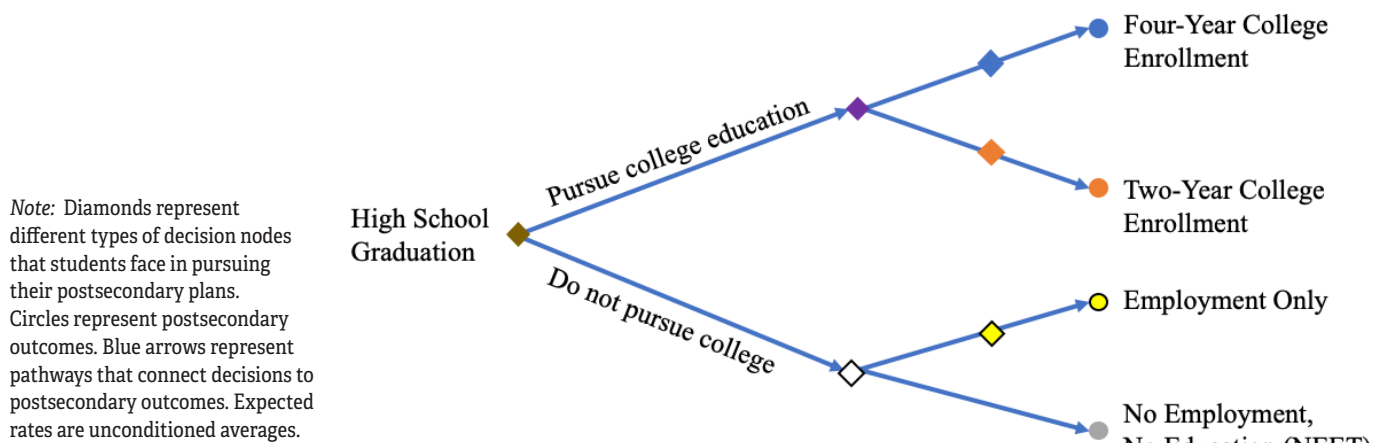 Note: Diamonds represent
different types of decision nodes
that students face in pursuing
their postsecondary plans.
Circles represent postsecondary
outcomes. Blue arrows represent
pathways that connect decisions to
postsecondary outcomes. Expected
rates are unconditioned averages.
High School
Graduation
Pursue college education
Do not pursue college
Four-Year College
Enrollment
Two-Year College
Enrollment
Employment Only
No Employment,
No Education (NEET)